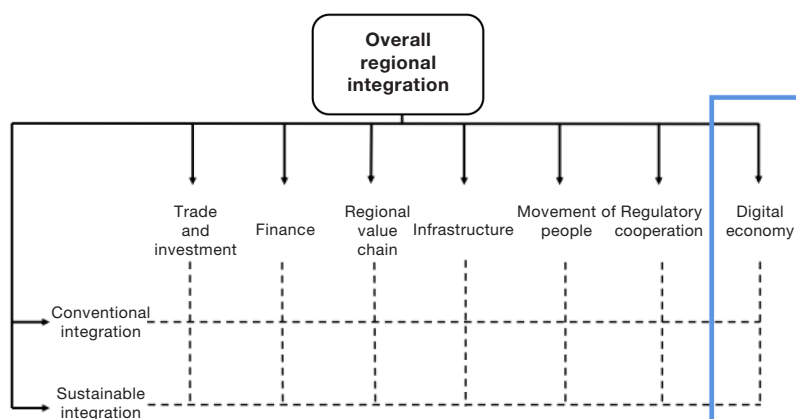 Overall
regional
integration
Trade
and
investment
Finance
Regional
value
chain
Infrastructure
Movement of
people
Regulatory
cooperation
Digital
economy
Conventional
integration
Sustainable
integration